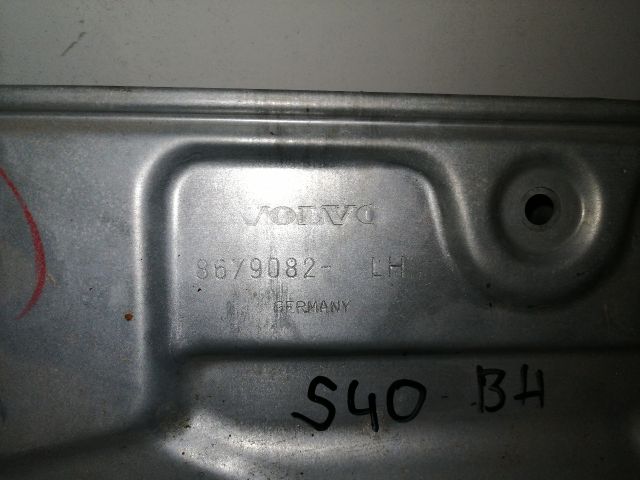 VOLVO
8679082- LH
GERMANY
S40 BH